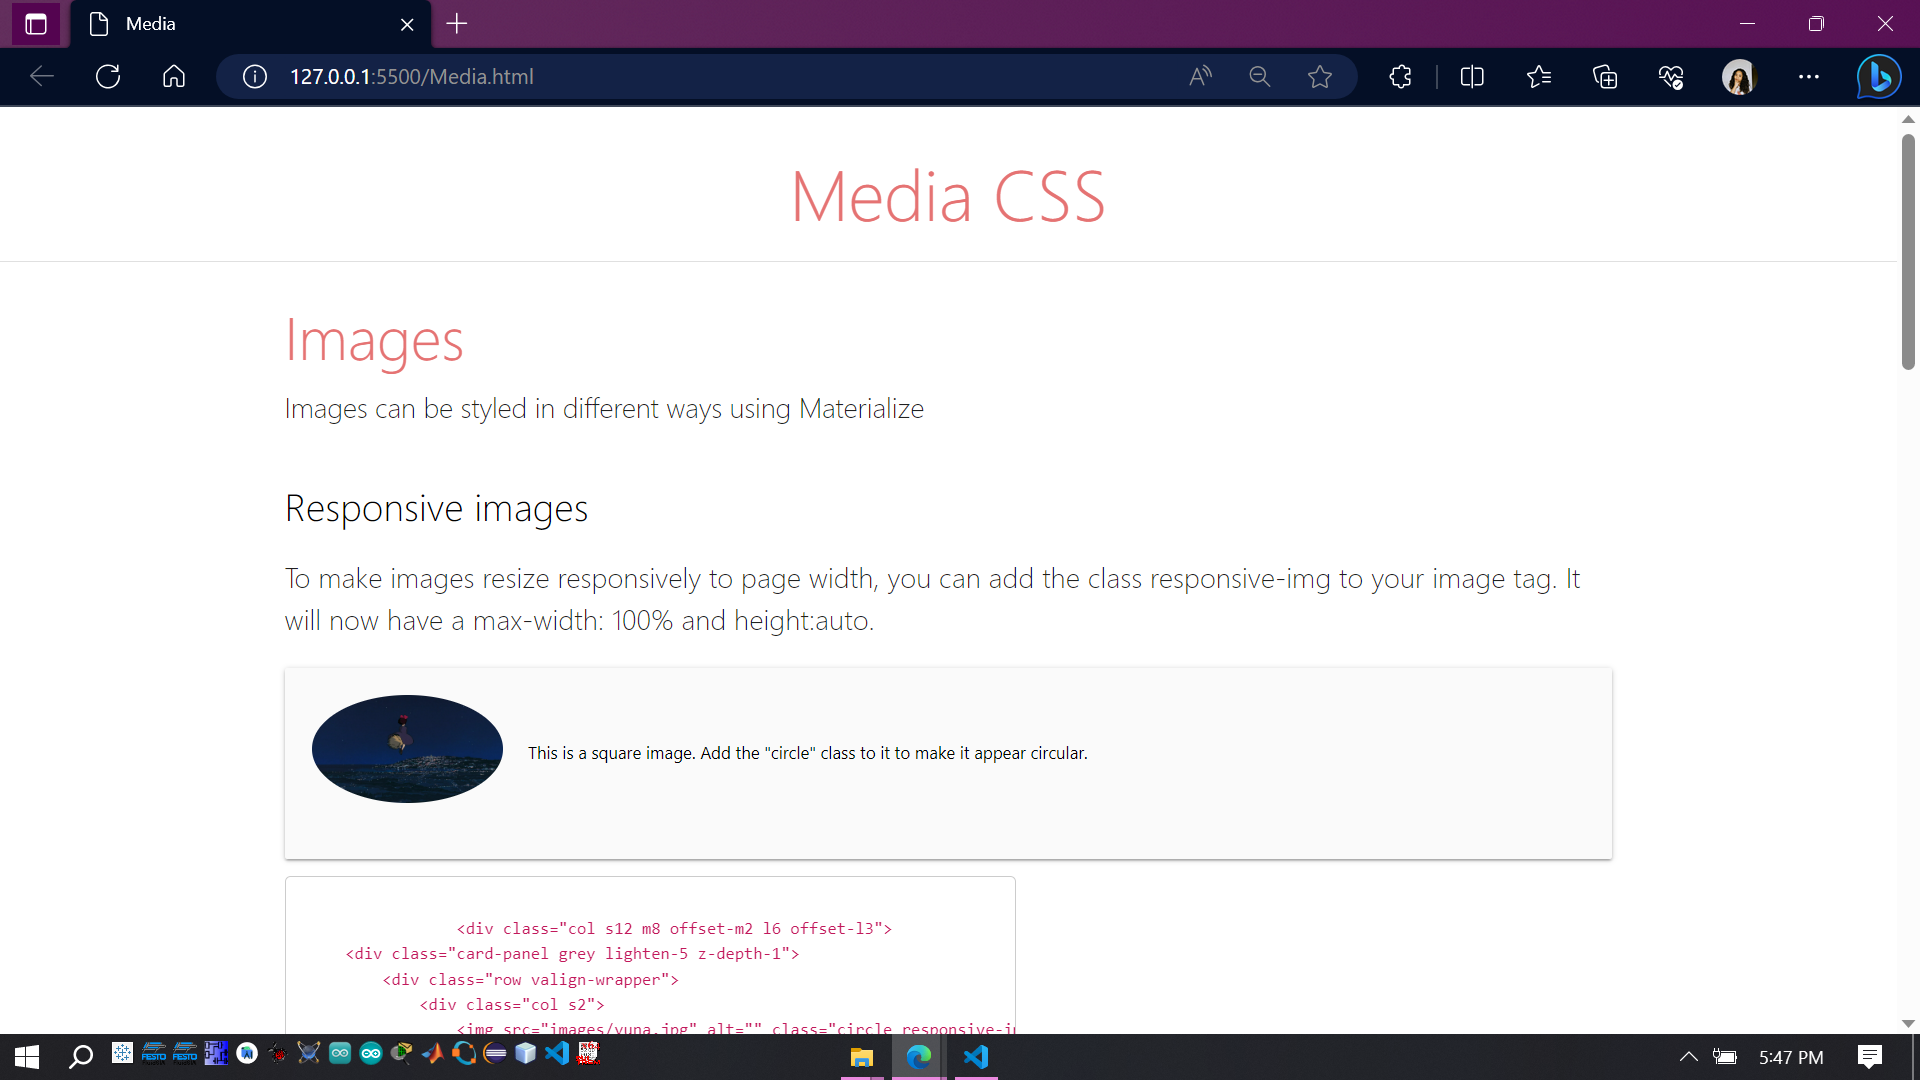 Media
127.0.0.1:5500/Media.html
Media CSS
Images
Images can be styled in different ways using Materialize
Responsive images
To make images resize responsively to page width, you can add the class responsive-img to your image tag. It
will now have a max-width: 100% and height:auto.
This is a square image. Add the "circle" class to it to make it appear circular.
<div class="col s12 m8 offset-m2 l6 offset-l3">
<div class="card-panel grey lighten-5 z-depth-1">
<div class="row valign-wrapper">
<div class="col s2">
<img src="images/yuna.jpg" alt="" class="circle responsive-i
FESTO FESTO
5:47 PM